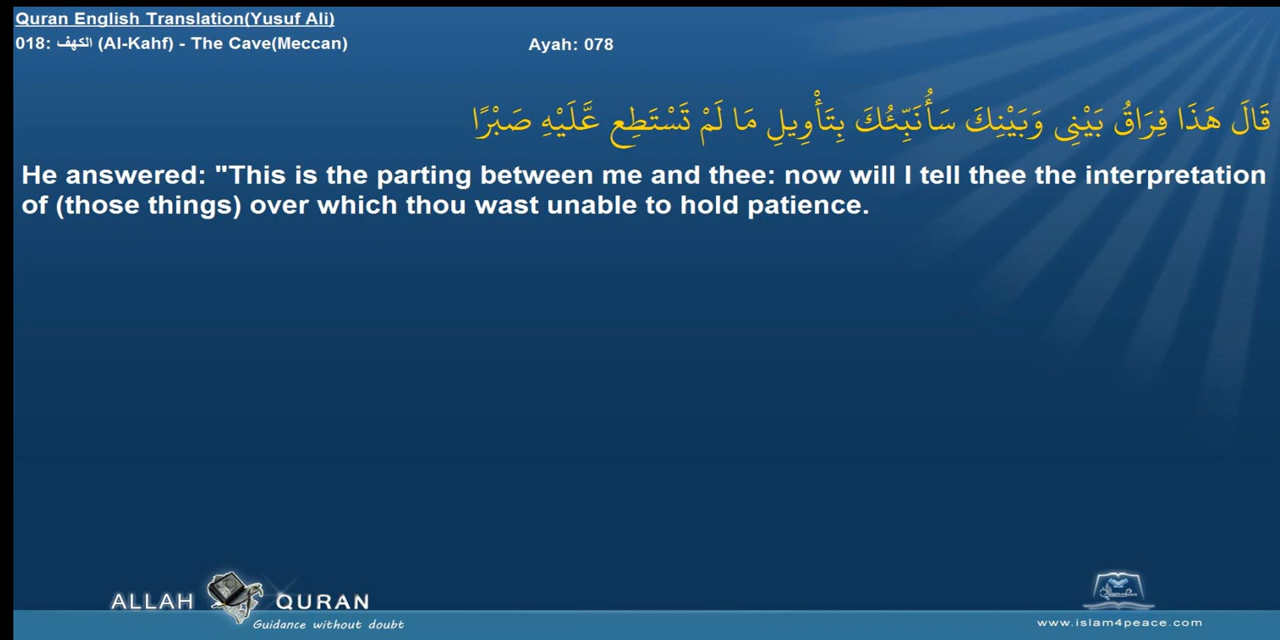 Quran English Translation(Yusuf Ali)
018: الكهف (Al-Kahf) - The Cave(Meccan) Ayah: 078
قَالَ هَذَا فِرَاقُ بَيْنِى وَبَيْنِكَ سَأُنَبِّئُكَ بِتَأْوِيلِ مَا لَمْ تَسْتَطِع عَّلَيْهِ صَبْرًا
He answered: "This is the parting between me and thee: now will I tell thee the interpretation
of (those things) over which thou wast unable to hold patience.
ALLAH QURAN
Guidance without doubt
www.islam4peace.com